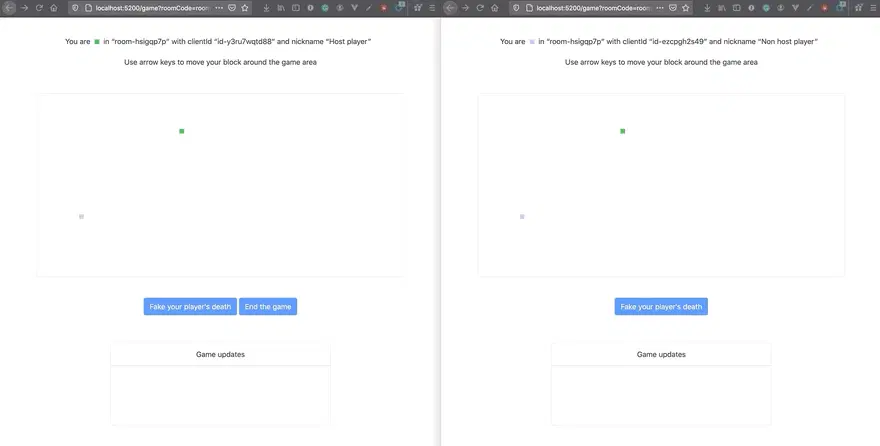 localhost:5200/game?roomCode=room
You are in “room-hsigqp7p” with clientId “id-y3ru7wqtd88” and nickname “Host player”
Use arrow keys to move your block around the game area
Fake your player's death
End the game
Game updates
localhost:5200/game?roomCode=room
You are in “room-hsigqp7p” with clientId “id-ezcpgh2s49” and nickname “Non host player”
Use arrow keys to move your block around the game area
Fake your player's death
Game updates